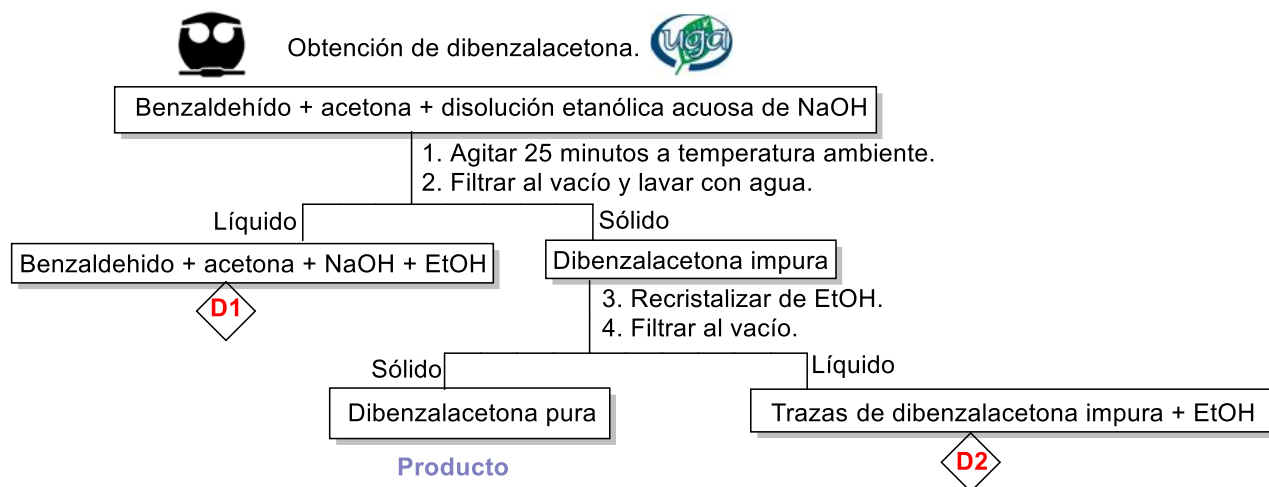 Obtención de dibenzalacetona.
uga
Benzaldehído + acetona + disolución etanólica acuosa de NaOH
1. Agitar 25 minutos a temperatura ambiente.
2. Filtrar al vacío y lavar con agua.
Líquido
Sólido
Benzaldehido + acetona + NaOH + EtOH
Dibenzalacetona impura
D1
3. Recristalizar de EtOH.
4. Filtrar al vacío.
Sólido
Líquido
Dibenzalacetona pura
Trazas de dibenzalacetona impura + EtOH
Producto
D2